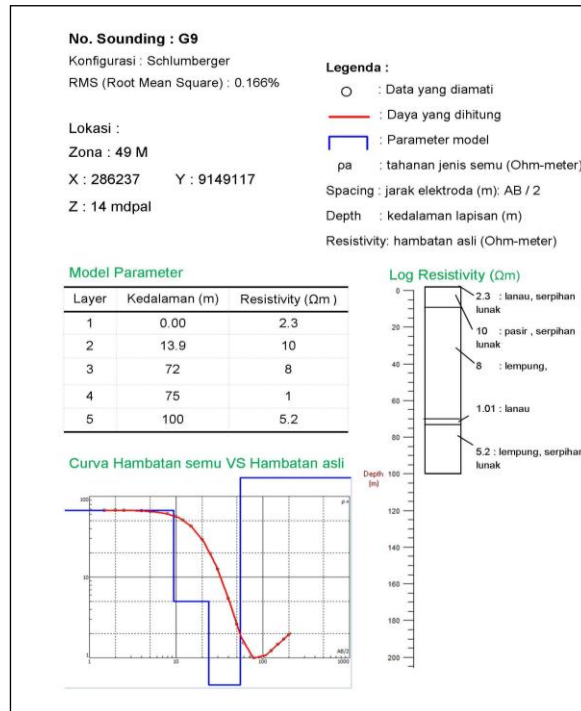 No. Sounding : G9
Konfigurasi : Schlumberger
RMS (Root Mean Square) : 0.166%
Lokasi :
Zona : 49 M
X : 286237 Y : 9149117
Z : 14 mdpal
Legenda :
: Data yang diamati
: Daya yang dihitung
: Parameter model
ρa : tahanan jenis semu (Ohm-meter)
Spacing : jarak elektroda (m): AB / 2
Depth : kedalaman lapisan (m)
Resistivity: hambatan asli (Ohm-meter)
Model Parameter
Layer Kedalaman (m) Resistivity (Ωm )
1 0.00 2.3
2 13.9 10
3 72 8
4 75 1
5 100 5.2
Log Resistivity (Ωm)
0
20
40
60
80
Depth 100
(m)
120
140
160
180
200
2.3 : lanau, serpihan
lunak
10 : pasir , serpihan
lunak
8 : lempung,
1.01 : lanau
5.2 : lempung, serpihan
lunak
Curva Hambatan semu VS Hambatan asli
100
10
1
1 10 100 1000
AB/2